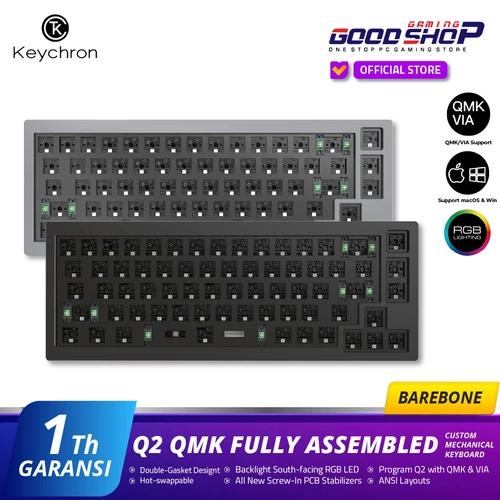 Keychron
GAMING
GOOD SHOP
ONE STOP PC GAMING STORE
OFFICIAL STORE
QMK
VIA
QMK/VIA Support
Support macOS & Win
RGB
LIGHTING
BAREBONE
1 Th
GARANSI
Q2 QMK FULLY ASSEMBLED
CUSTOM
MECHANICAL
KEYBOARD
• Double-Gasket Designt
• Backlight South-facing RGB LED
• Program Q2 with QMK & VIA
• Hot-swappable
• All New Screw-In PCB Stabilizers
• ANSI Layouts